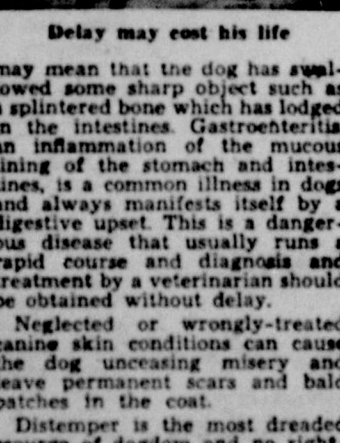 Delay may cost his life
may mean that the dog has swal-
owed some sharp object such as
splintered bone which has lodged
in the intestines. Gastroenteritis
an inflammation of the mucous
ining of the stomach and intes-
ines, is a common illness in dogs
and always manifests itself by a
digestive upset. This is a danger-
ous disease that usually runs a
rapid course and diagnosis and
treatment by a veterinarian should
be obtained without delay.
Neglected or wrongly-treated
canine skin conditions can cause
the dog unceasing misery and
leave permanent scars and bald
patches in the coat.
Distemper is the most dreaded